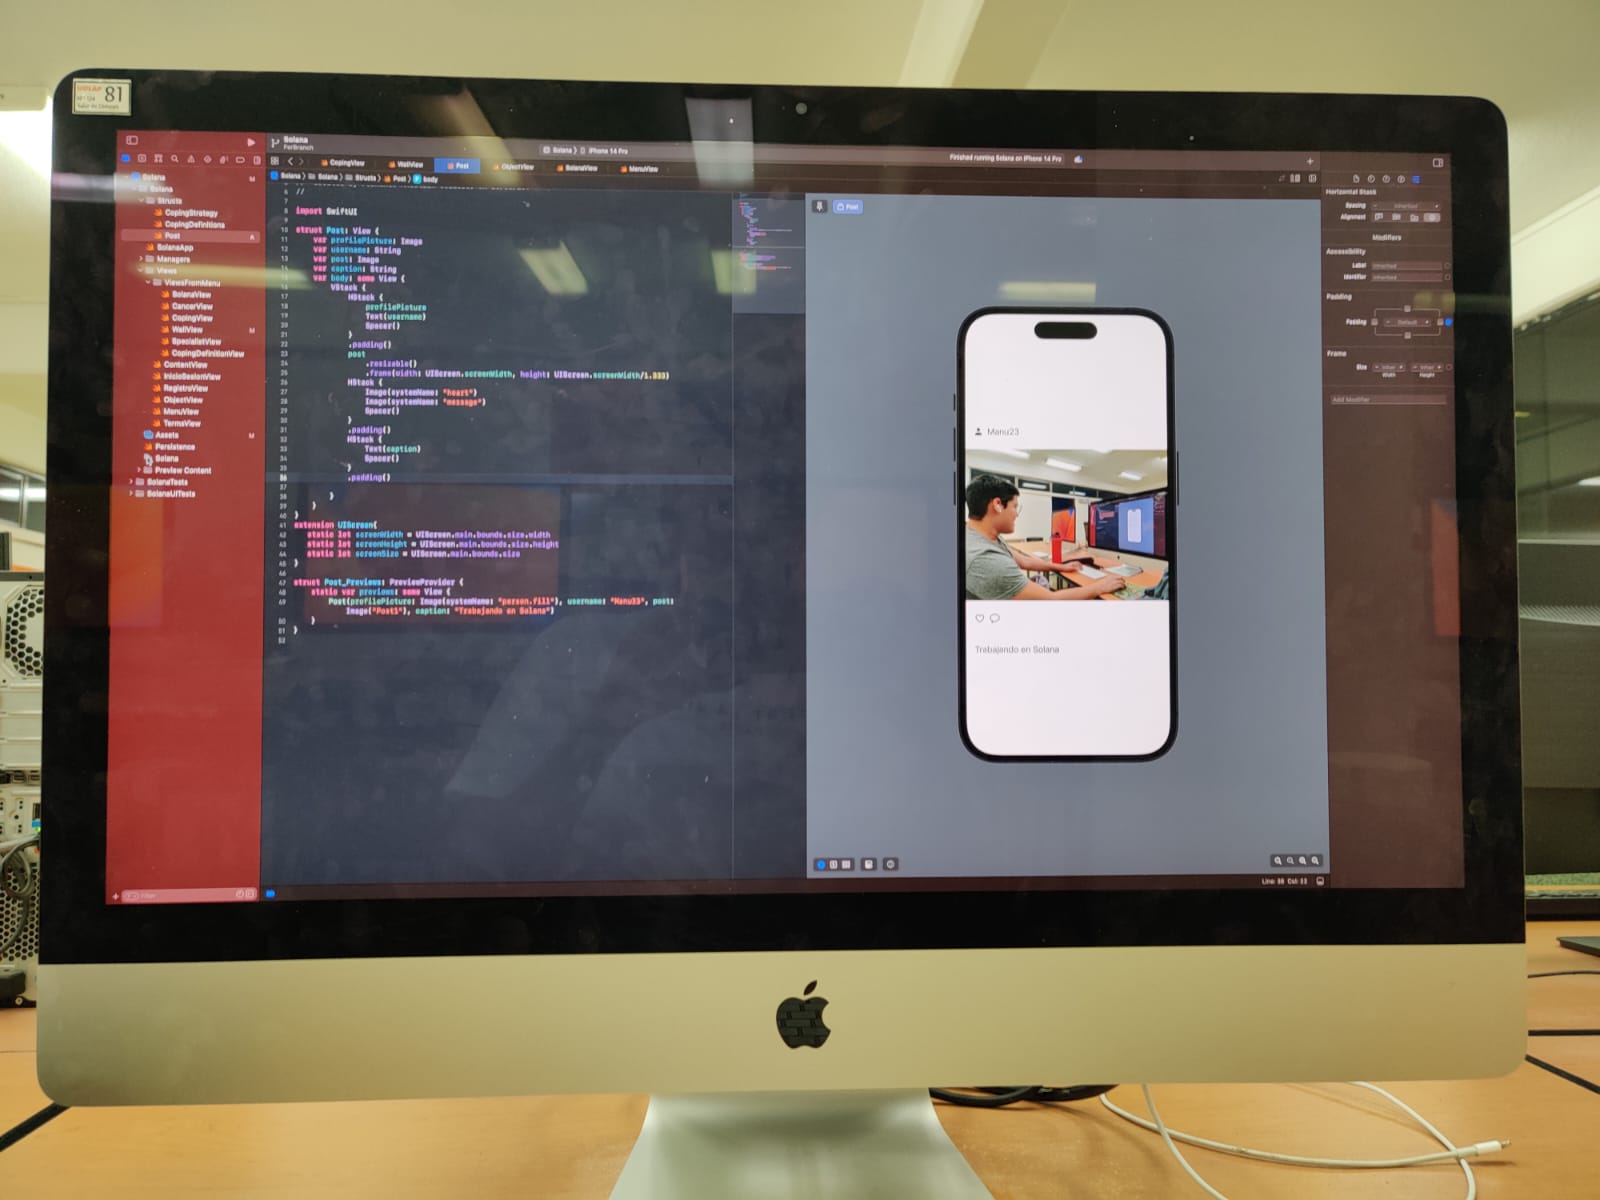 81
Solana
FerBranch
Solana
iPhone 14 Pro
Finished running Solana on iPhone 14 Pro
CopingView
WallView
Post
ObjectView
SolanaView
MenuView
Solana
Solana
Structs
Post
body
Solana
M
Solana
Structs
CopingStrategy
CopingDefinitions
Post
A
SolanaApp
Managers
Views
ViewsFromMenu
SolanaView
CancerView
CopingView
WallView
M
SpecialistView
CopingDefinitionView
ContentView
InicioSesionView
RegistroView
ObjectView
MenuView
TermsView
Assets
M
Persistence
Solana
Preview Content
SolanaTests
SolanaUITests
Filter
6
7 //
8 import SwiftUI
9
10 struct Post: View {
11 var profilePicture: Image
12 var username: String
13 var post: Image
14 var caption: String
15 var body: some View {
16 VStack {
17 HStack {
18 profilePicture
19 Text(username)
20 Spacer()
21 }
22 .padding()
23 post
24 .resizable()
25 .frame(width: UIScreen.screenWidth, height: UIScreen.screenWidth/1.333)
26 HStack {
27 Image(systemName: "heart")
28 Image(systemName: "message")
29 Spacer()
30 }
31 .padding()
32 HStack {
33 Text(caption)
34 Spacer()
35 }
36 .padding()
37
38 }
39 }
40 }
41 extension UIScreen{
42 static let screenWidth = UIScreen.main.bounds.size.width
43 static let screenHeight = UIScreen.main.bounds.size.height
44 static let screenSize = UIScreen.main.bounds.size
45 }
46
47 struct Post_Previews: PreviewProvider {
48 static var previews: some View {
49 Post(profilePicture: Image(systemName: "person.fill"), username: "Manu23", post:
Image("Post1"), caption: "Trabajando en Solana")
50 }
51 }
52
Post
Manu23
Trabajando en Solana
Horizontal Stack
Spacing
Inherited
Alignment
Modifiers
Accessibility
Label
Inherited
Identifier
Inherited
Padding
Padding
Default
Frame
Size
Width
Height
Add Modifier